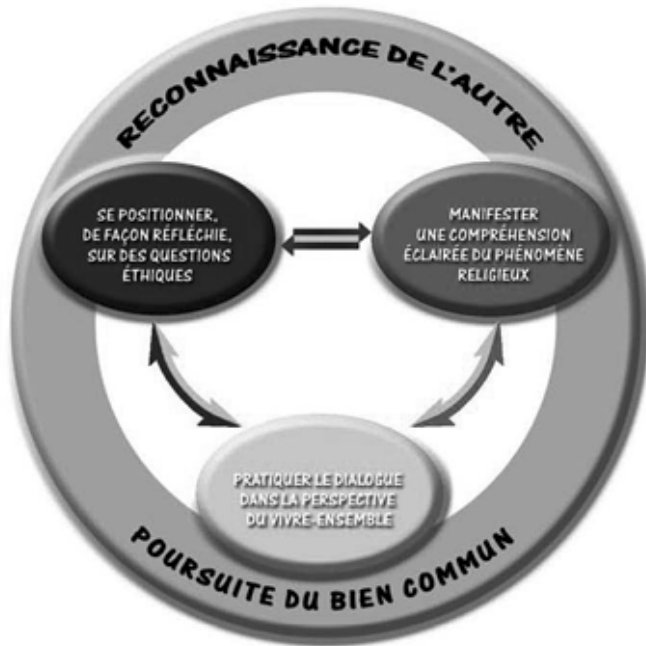 RECONNAISSANCE DE L'AUTRE
SE POSITIONNER,
DE FAÇON RÉFLÉCHIE,
SUR DES QUESTIONS
ÉTHIQUES
MANIFESTER
UNE COMPRÉHENSION
ÉCLAIRÉE DU PHÉNOMÈNE
RELIGIEUX
PRATIQUER LE DIALOGUE
DANS LA PERSPECTIVE
DU VIVRE-ENSEMBLE
POURSUITE DU BIEN COMMUN